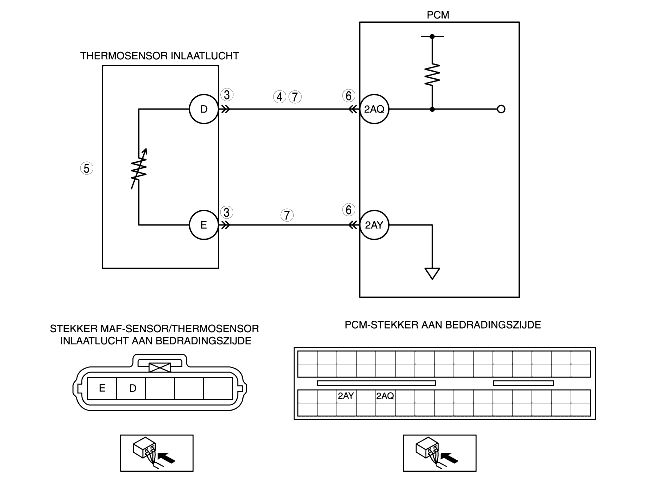 PCM
THERMOSENSOR INLAATLUCHT
D
3
4 7
6
2AQ
5
E
3
7
6
2AY
STEKKER MAF-SENSOR/THERMOSENSOR
INLAATLUCHT AAN BEDRADINGSZIJDE
E D
PCM-STEKKER AAN BEDRADINGSZIJDE
2AY 2AQ